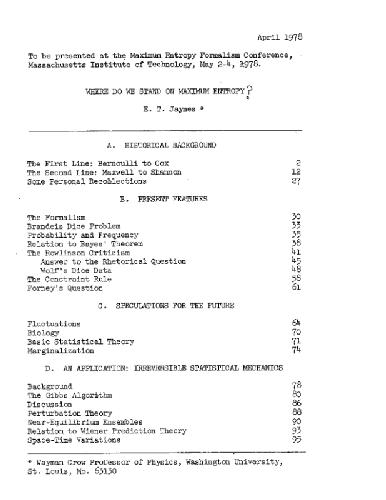 April 1978
To be presented at the Maximum Entropy Formalism Conference,
Massachusetts Institute of Technology, May 2-4, 1978.
WHERE DO WE STAND ON MAXIMUM ENTROPY?
E. T. Jaynes *
A. HISTORICAL BACKGROUND
The First Line: Bernoulli to Cox 2
The Second Line: Maxwell to Shannon 12
Some Personal Recollections 27
B. PRESENT FEATURES
The Formalism 30
Brandeis Dice Problem 33
Probability and Frequency 35
Relation to Bayes' Theorem 38
The Rowlinson Criticism 41
Answer to the Rhetorical Question 45
Wolf's Dice Data 48
The Constraint Rule 58
Forney's Question 61
C. SPECULATIONS FOR THE FUTURE
Fluctuations 64
Biology 70
Basic Statistical Theory 71
Marginalization 74
D. AN APPLICATION: IRREVERSIBLE STATISTICAL MECHANICS
Background 78
The Gibbs Algorithm 80
Discussion 86
Perturbation Theory 88
Near-Equilibrium Ensembles 90
Relation to Wiener Prediction Theory 93
Space-Time Variations 95
* Wayman Crow Professor of Physics, Washington University,
St. Louis, Mo. 63130